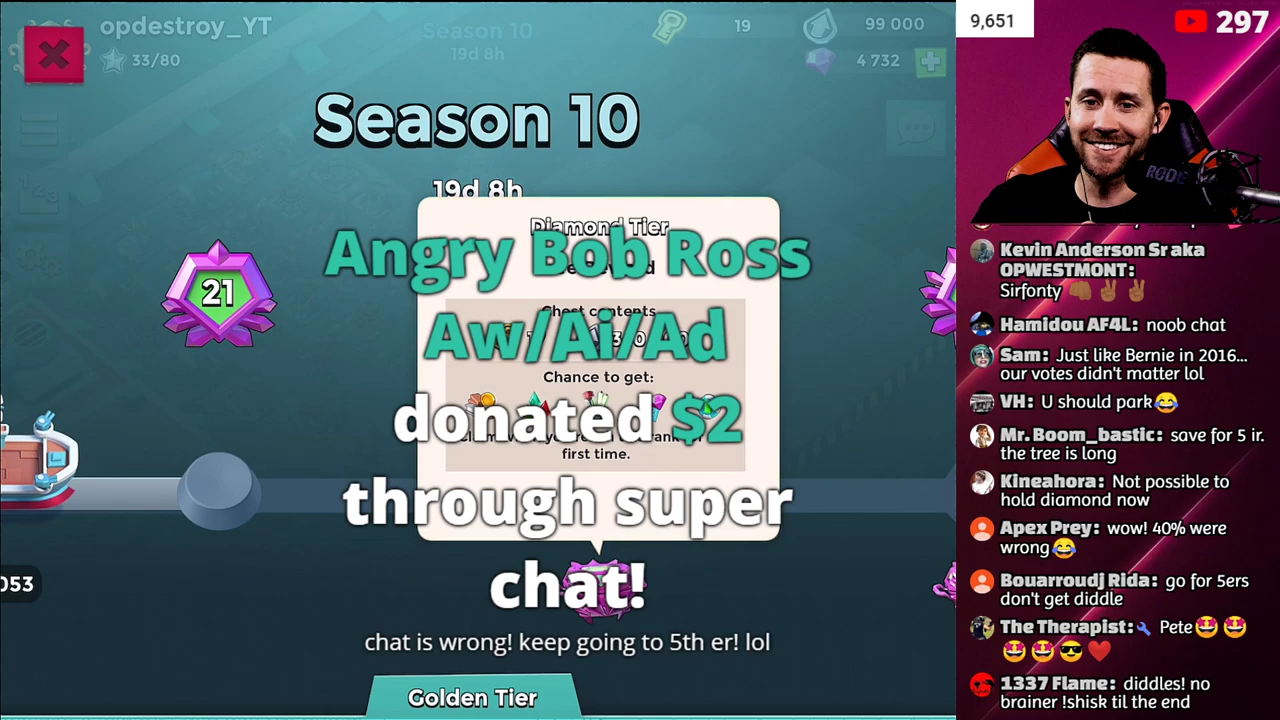 opdestroy_YT
33/80
Season 10
19d 8h
19
99 000
4 732
9,651
297
Season 10
19d 8h
21
Diamond Tier
Chest contents
Chance to get:
first time.
Angry Bob Ross
Aw/Ai/Ad
donated $2
through super
chat!
chat is wrong! keep going to 5th er! lol
053
Golden Tier
RØDE
Kevin Anderson Sr aka
OPWESTMONT:
Sirfonty 👊🏾 ✌🏾 ✌🏾
Hamidou AF4L: noob chat
Sam: Just like Bernie in 2016...
our votes didn't matter lol
VH: U should park😂
Mr. Boom_bastic: save for 5 ir.
the tree is long
Kineahora: Not possible to
hold diamond now
Apex Prey: wow! 40% were
wrong😂
Bouarroudj Rida: go for 5ers
don't get diddle
The Therapist:🔧 Pete🤩 🤩
🤩 🤩 😎 ❤️
1337 Flame: diddles! no
brainer !shisk til the end